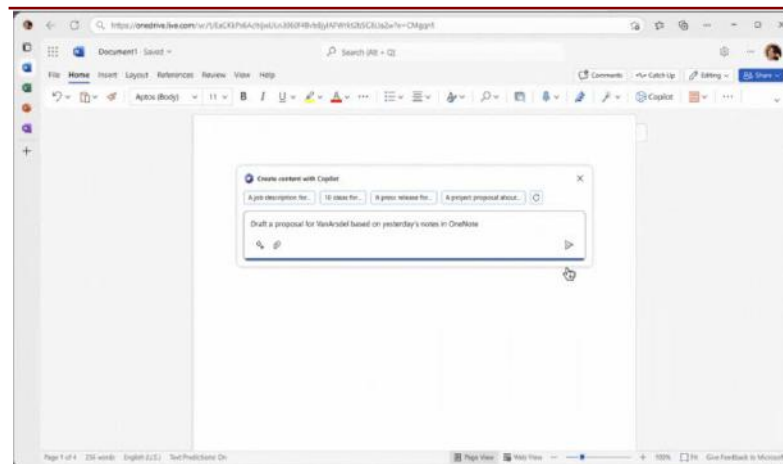 Document1 - Saved
Search (Alt + Q)
File Home Insert Layout References Review View Help
Comments Catch Up Editing Share
Aptos (Body) 11 B I U A Copilot
Create content with Copilot
A job description for... 10 ideas for... A press release for... A project proposal about...
Draft a proposal for VanArsdel based on yesterday's notes in OneNote
Page 1 of 4 words English (U.S.) Text Predictions: On Page View Web View 100% Fit Give Feedback to Microsoft